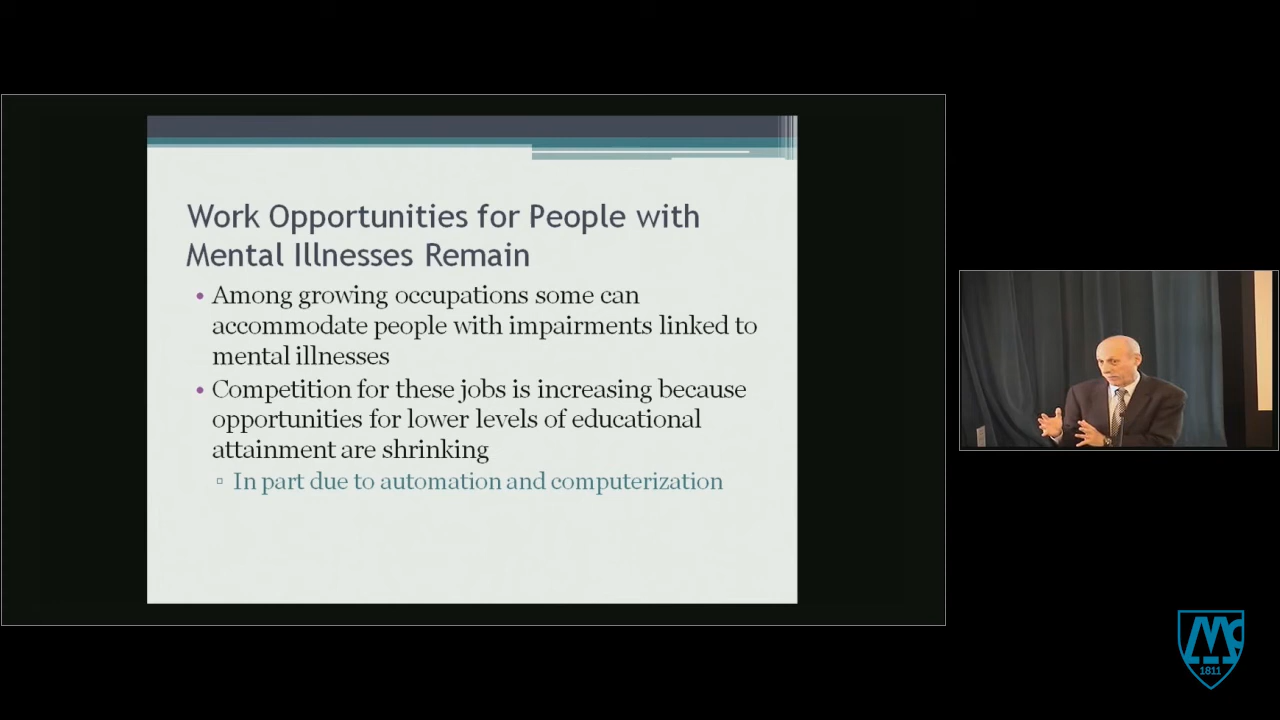 Work Opportunities for People with
Mental Illnesses Remain
• Among growing occupations some can
accommodate people with impairments linked to
mental illnesses
• Competition for these jobs is increasing because
opportunities for lower levels of educational
attainment are shrinking
▫ In part due to automation and computerization
Mc
1811